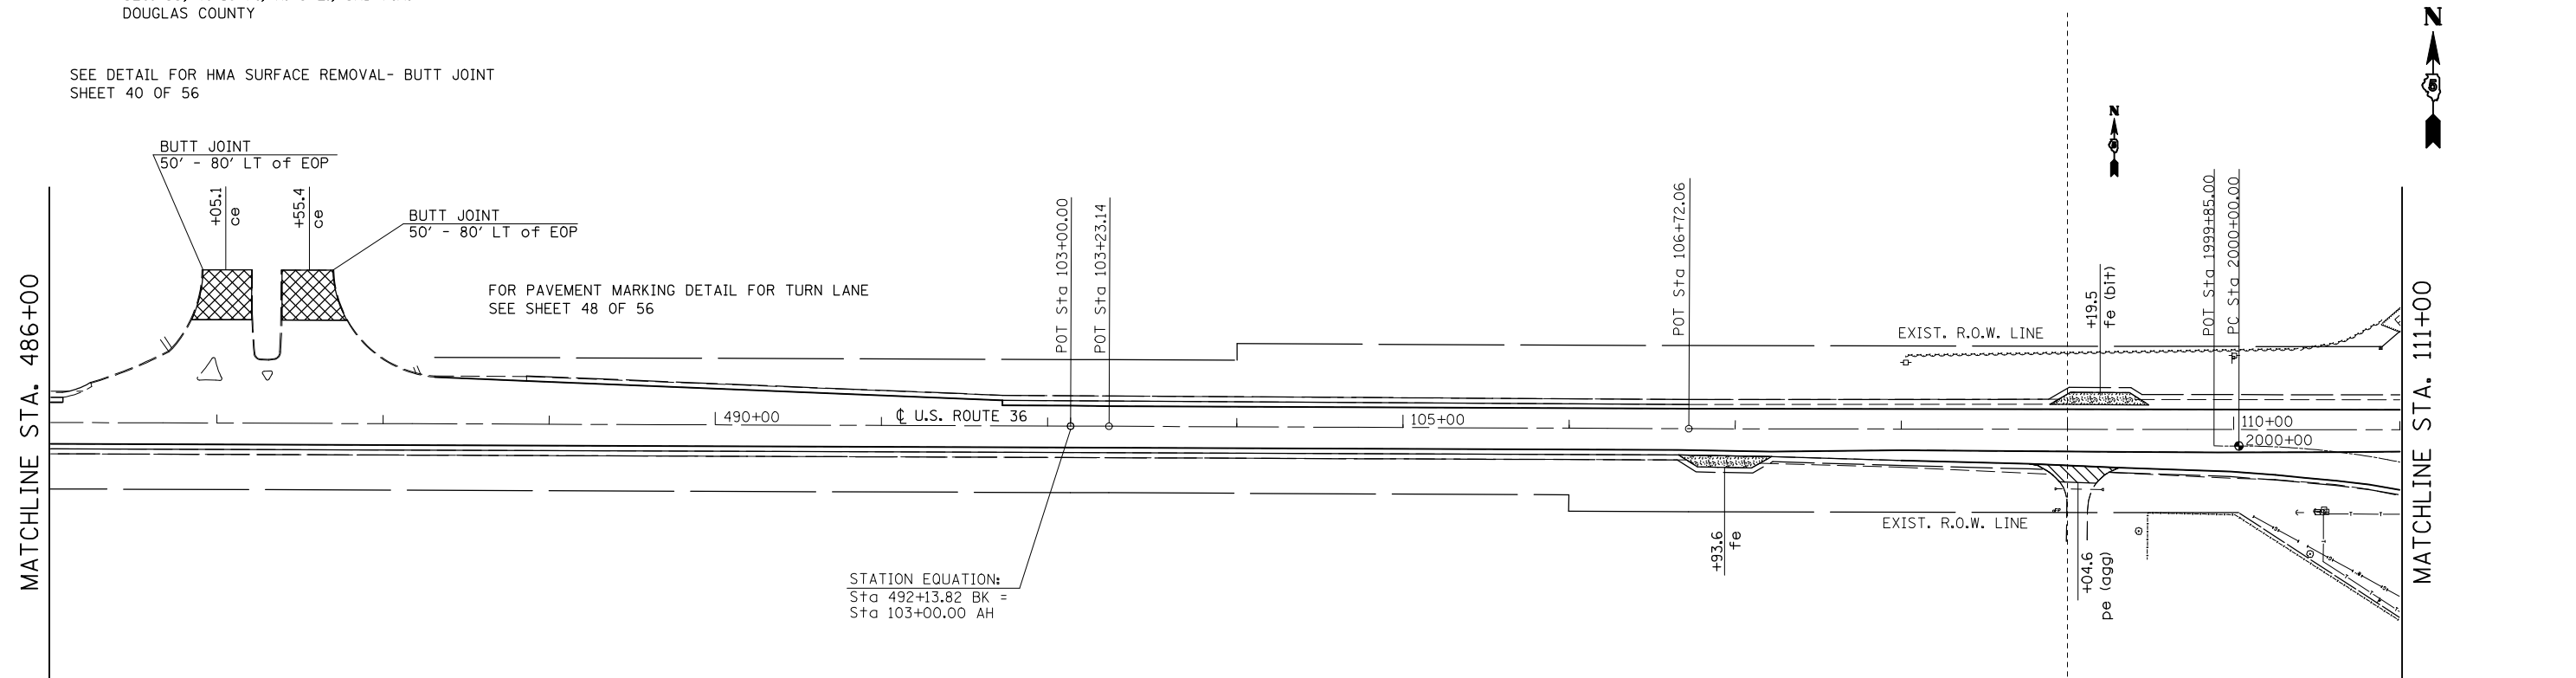 DOUGLAS COUNTY
SEE DETAIL FOR HMA SURFACE REMOVAL- BUTT JOINT
SHEET 40 OF 56
BUTT JOINT
50' - 80' LT of EOP
+05.1
ce
+55.4
ce
BUTT JOINT
50' - 80' LT of EOP
FOR PAVEMENT MARKING DETAIL FOR TURN LANE
SEE SHEET 48 OF 56
MATCHLINE STA. 486+00
490+00
℄ U.S. ROUTE 36
POT Sta 103+00.00
POT Sta 103+23.14
STATION EQUATION:
Sta 492+13.82 BK =
Sta 103+00.00 AH
105+00
POT Sta 106+72.06
+93.6
fe
EXIST. R.O.W. LINE
EXIST. R.O.W. LINE
+19.5
fe (bit)
+04.6
pe (agg)
N
POT Sta 1999+85.00
PC Sta 2000+00.00
110+00
2000+00
MATCHLINE STA. 111+00
N
5